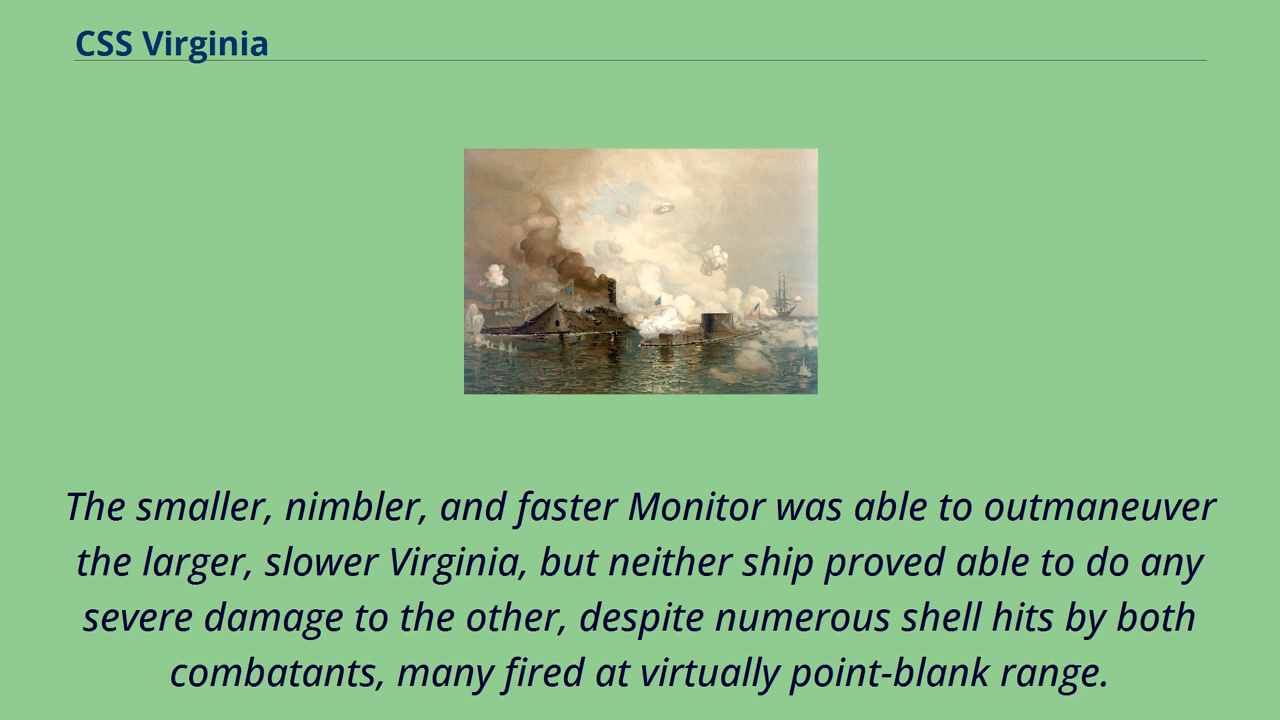 CSS Virginia
The smaller, nimbler, and faster Monitor was able to outmaneuver
the larger, slower Virginia, but neither ship proved able to do any
severe damage to the other, despite numerous shell hits by both
combatants, many fired at virtually point-blank range.